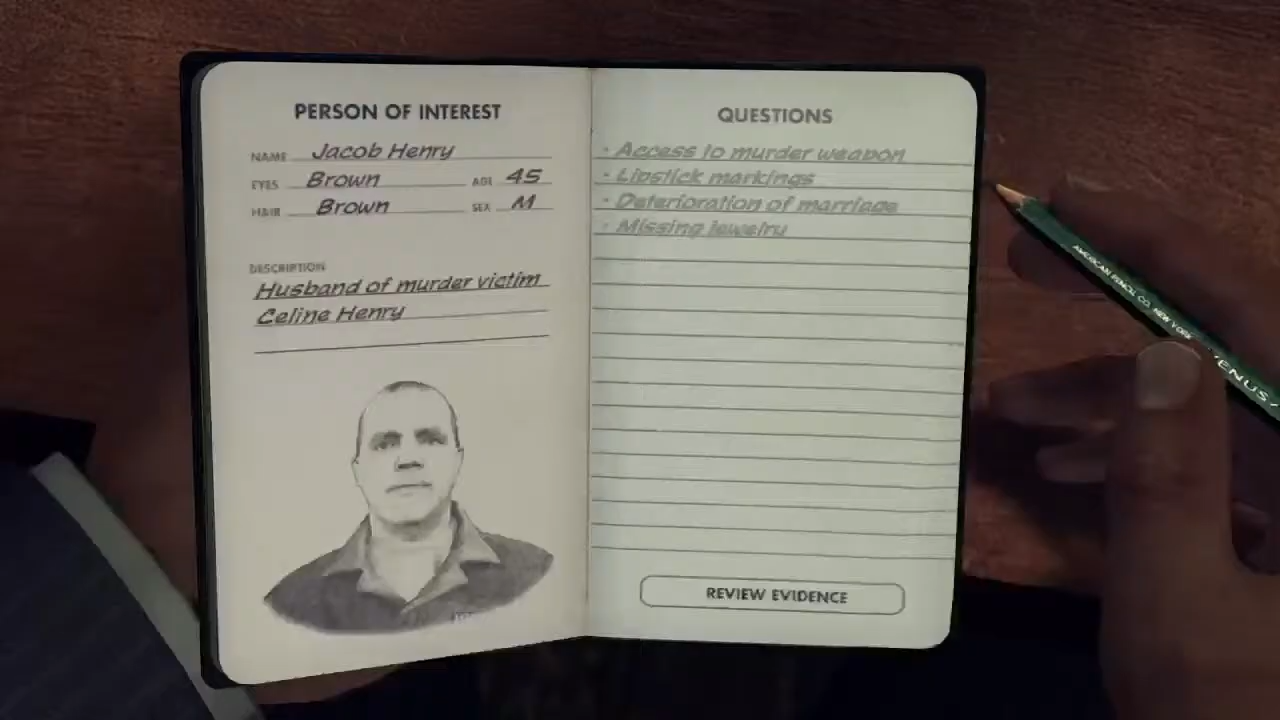 PERSON OF INTEREST
NAME Jacob Henry
EYES Brown AGE 45
HAIR Brown SEX M
DESCRIPTION
Husband of murder victim
Celine Henry
QUESTIONS
· Access to murder weapon
· Lipstick markings
· Deterioration of marriage
· Missing jewelry
REVIEW EVIDENCE
AMERICAN PENCIL CO. NEW YORK
VENUS